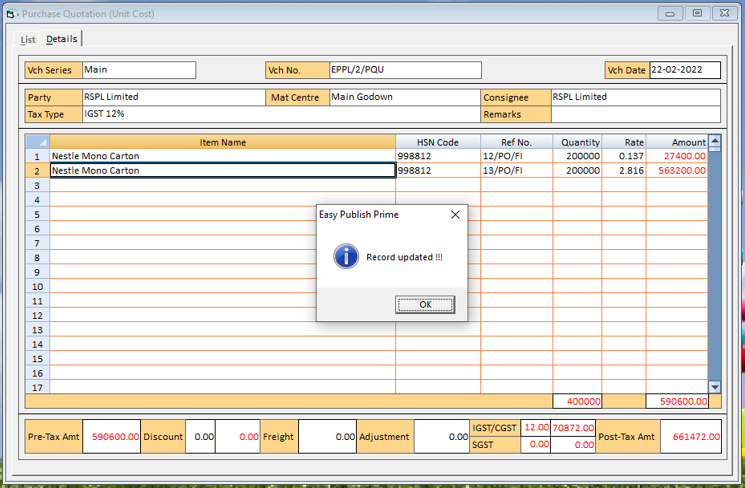 Purchase Quotation (Unit Cost)
List Details
Vch Series Main Vch No. EPPL/2/PQU Vch Date 22-02-2022
Party RSPL Limited Mat Centre Main Godown Consignee RSPL Limited
Tax Type IGST 12% Remarks
Item Name HSN Code Ref No. Quantity Rate Amount
1 Nestle Mono Carton 998812 12/PO/FI 200000 0.137 27400.00
2 Nestle Mono Carton 998812 13/PO/FI 200000 2.816 563200.00
3
4
5
6
7
8
9
10
11
12
13
14
15
16
17
Easy Publish Prime
Record updated !!!
OK
400000 590600.00
Pre-Tax Amt 590600.00 Discount 0.00 0.00 Freight 0.00 Adjustment 0.00 IGST/CGST 12.00 70872.00 Post-Tax Amt 661472.00
SGST 0.00 0.00